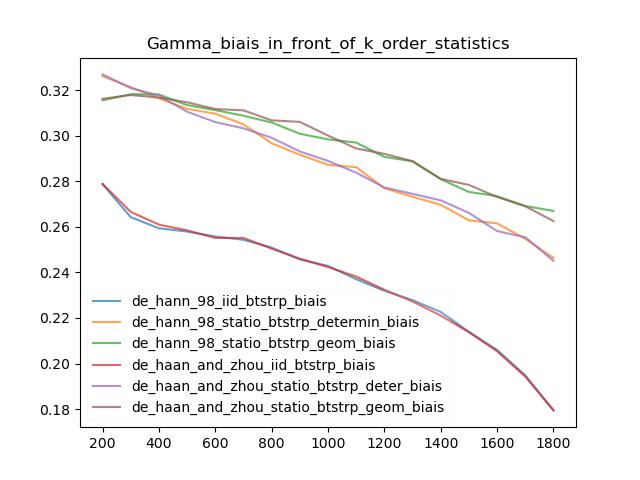 Gamma_biais_in_front_of_k_order_statistics
0.32
0.30
0.28
0.26
0.24
0.22
0.20
0.18
de_hann_98_iid_btstrp_biais
de_hann_98_statio_btstrp_determin_biais
de_hann_98_statio_btstrp_geom_biais
de_haan_and_zhou_iid_btstrp_biais
de_haan_and_zhou_statio_btstrp_deter_biais
de_haan_and_zhou_statio_btstrp_geom_biais
200 400 600 800 1000 1200 1400 1600 1800